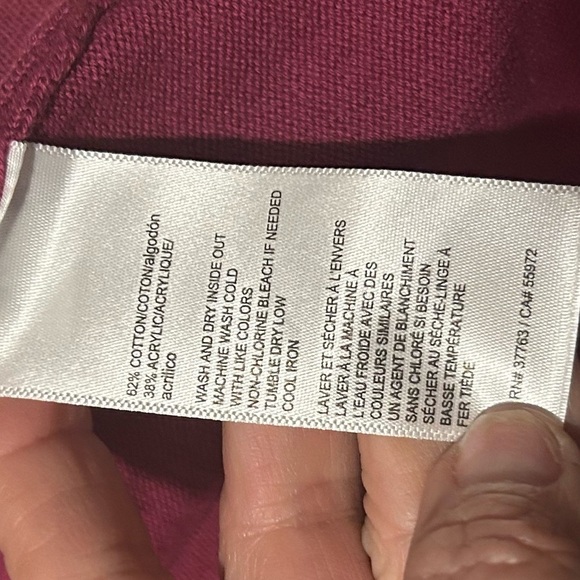 62% COTTON/COTON/algodón
38% ACRYLIC/ACRYLIQUE/
acrílico
WASH AND DRY INSIDE OUT
MACHINE WASH COLD
WITH LIKE COLORS
NON-CHLORINE BLEACH IF NEEDED
TUMBLE DRY LOW
COOL IRON
LAVER ET SÉCHER À L'ENVERS
LAVER À LA MACHINE À
L'EAU FROIDE AVEC DES
COULEURS SIMILAIRES
UN AGENT DE BLANCHIMENT
SANS CHLORE SI BESOIN
SÉCHER AU SÈCHE-LINGE À
BASSE TEMPÉRATURE
FER TIÈDE
RN# 37763 / CA# 55972